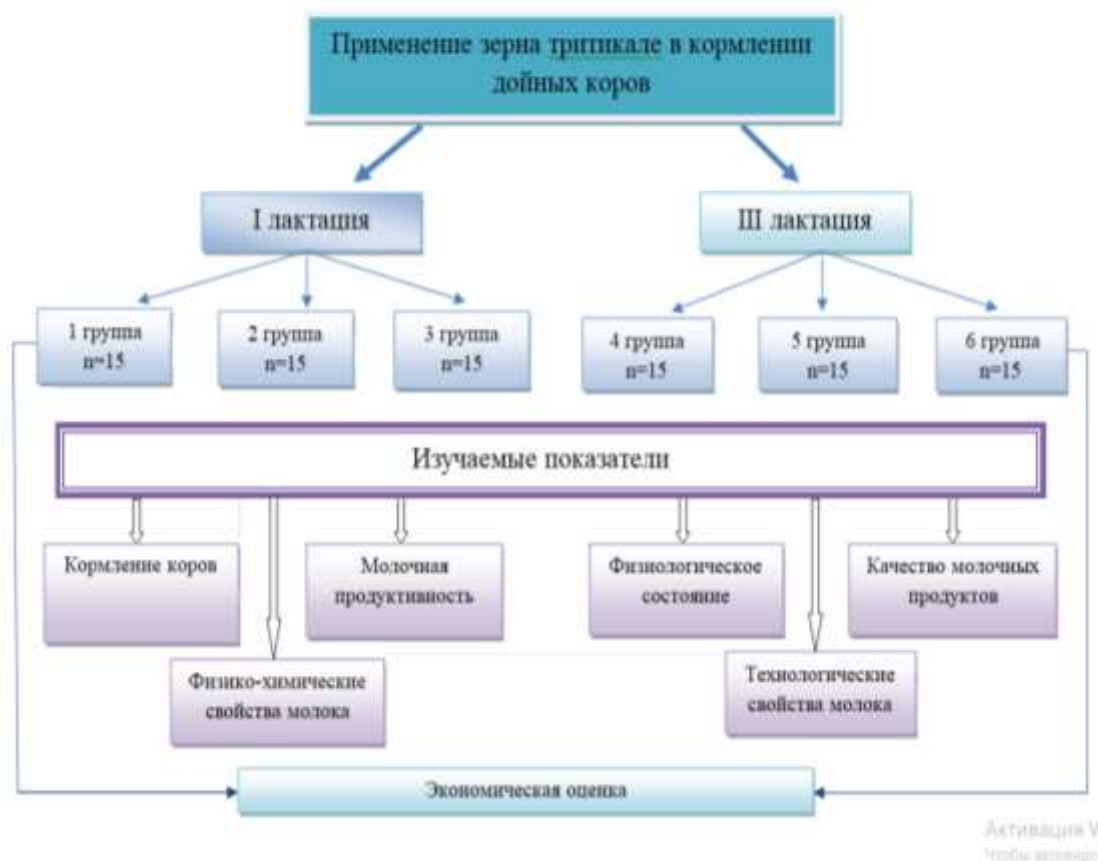 Применение зерна тритикале в кормлении
дойных коров
I лактация
III лактация
1 группа
n=15
2 группа
n=15
3 группа
n=15
4 группа
n=15
5 группа
n=15
6 группа
n=15
Изучаемые показатели
Кормление коров
Молочная
продуктивность
Физиологическое
состояние
Качество молочных
продуктов
Физико-химические
свойства молока
Технологические
свойства молока
Экономическая оценка
Активация W
Чтобы